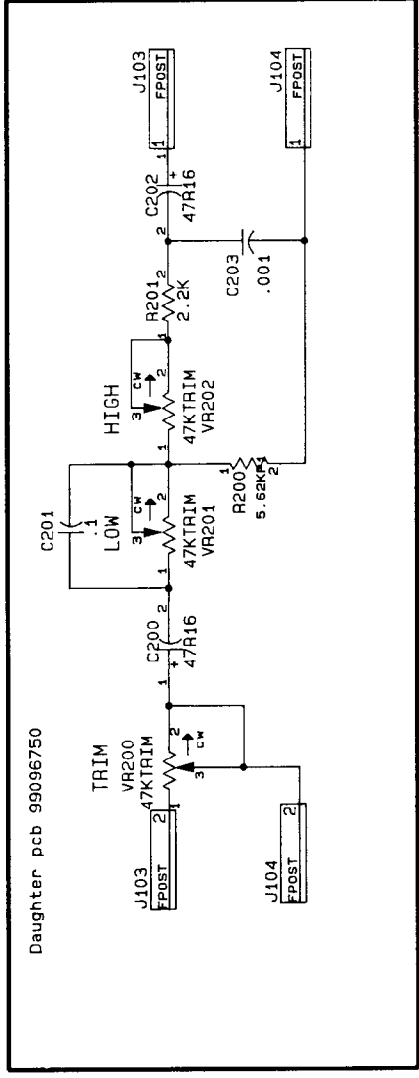 Daughter pcb 99096750
J103
FPOST
2
1
TRIM
VR200
47KTRIM
2
3
CW
J104
FPOST
2
C200
47R16
1
+
2
C201
.1
LOW
CW
3
1
2
47KTRIM
VR201
HIGH
CW
3
1
2
47KTRIM
VR202
R200
5.62K
1
2
R201
2.2K
1
2
C202
47R16
2
+
1
C203
.001
J103
FPOST
1
1
J104
FPOST
1